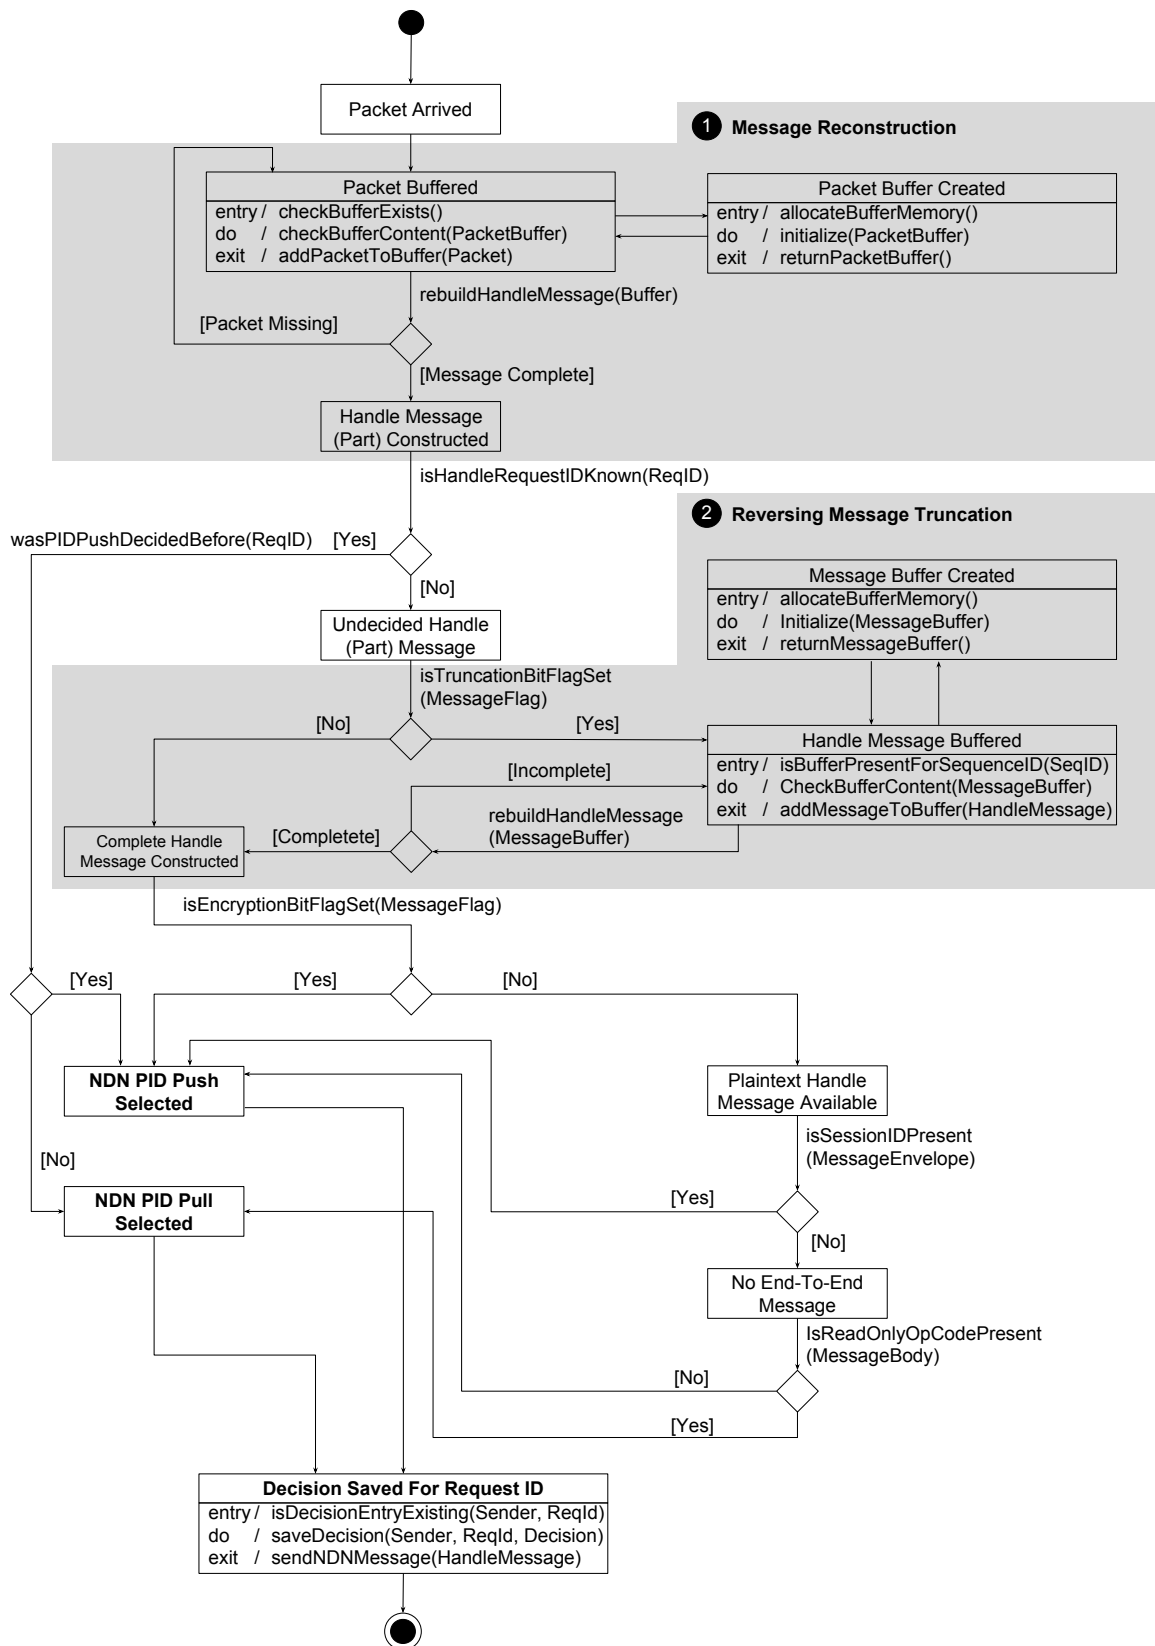 Packet Arrived
1 Message Reconstruction
Packet Buffered
entry / checkBufferExists()
do / checkBufferContent(PacketBuffer)
exit / addPacketToBuffer(Packet)
Packet Buffer Created
entry / allocateBufferMemory()
do / initialize(PacketBuffer)
exit / returnPacketBuffer()
rebuildHandleMessage(Buffer)
[Packet Missing]
[Message Complete]
Handle Message
(Part) Constructed
isHandleRequestIDKnown(ReqID)
2 Reversing Message Truncation
wasPIDPushDecidedBefore(ReqID) [Yes]
[No]
Message Buffer Created
entry / allocateBufferMemory()
do / Initialize(MessageBuffer)
exit / returnMessageBuffer()
Undecided Handle
(Part) Message
isTruncationBitFlagSet
(MessageFlag)
[No]
[Yes]
Handle Message Buffered
entry / isBufferPresentForSequenceID(SeqID)
do / CheckBufferContent(MessageBuffer)
exit / addMessageToBuffer(HandleMessage)
[Incomplete]
rebuildHandleMessage
(MessageBuffer)
[Completete]
Complete Handle
Message Constructed
isEncryptionBitFlagSet(MessageFlag)
[Yes]
[Yes]
[No]
NDN PID Push
Selected
Plaintext Handle
Message Available
isSessionIDPresent
(MessageEnvelope)
[No]
NDN PID Pull
Selected
[Yes]
[No]
No End-To-End
Message
IsReadOnlyOpCodePresent
(MessageBody)
[No]
[Yes]
Decision Saved For Request ID
entry / isDecisionEntryExisting(Sender, ReqId)
do / saveDecision(Sender, ReqId, Decision)
exit / sendNDNMessage(HandleMessage)